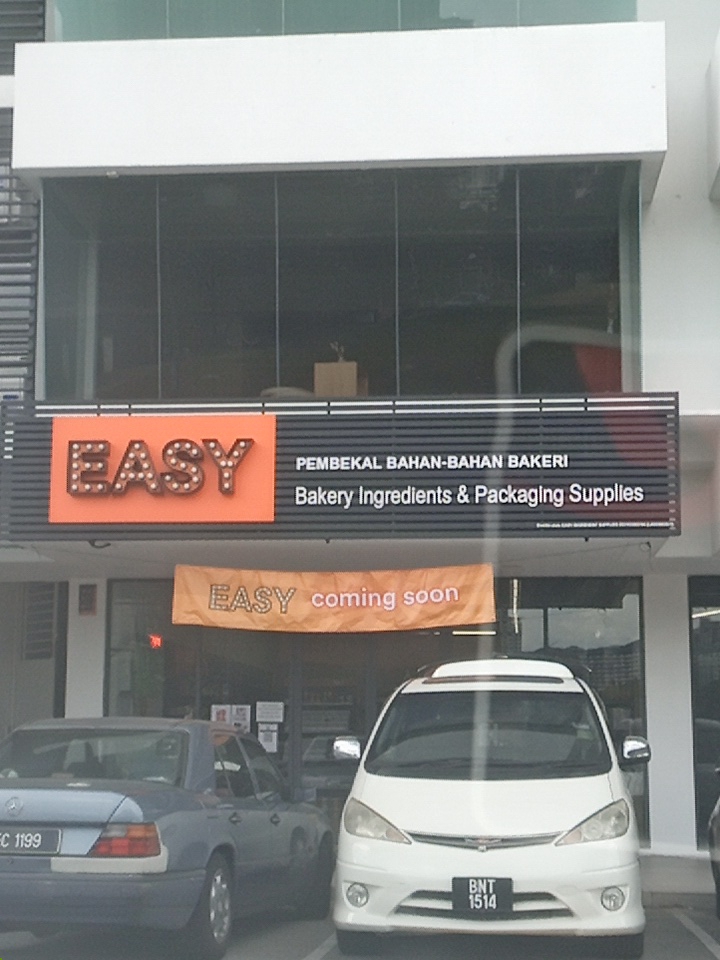 EASY
PEMBEKAL BAHAN-BAHAN BAKERI
Bakery Ingredients & Packaging Supplies
EASY coming soon
C 1199
BNT
1514